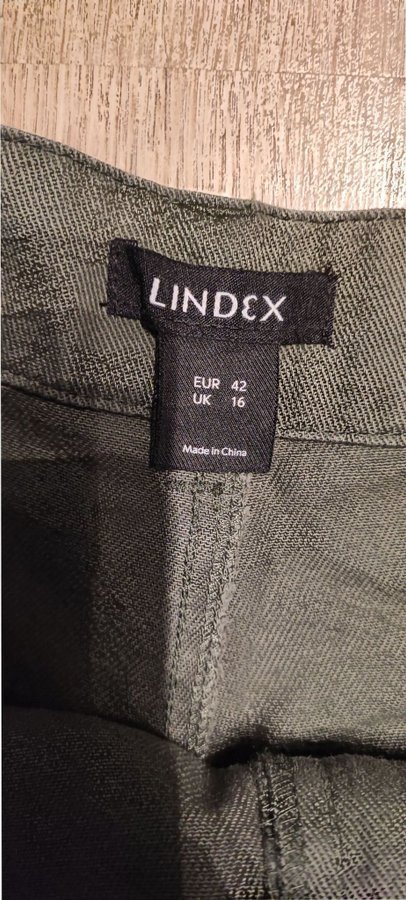 LINDEX
EUR 42
UK 16
Made in China